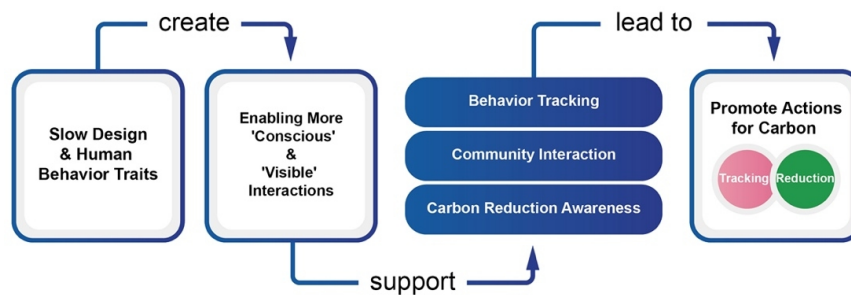 create
lead to
Slow Design
& Human
Behavior Traits
Enabling More
'Conscious'
&
'Visible'
Interactions
Behavior Tracking
Community Interaction
Carbon Reduction Awareness
Promote Actions
for Carbon
Tracking
Reduction
support